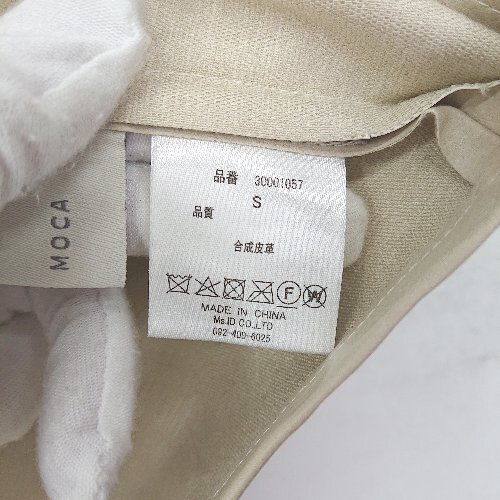 MOCA
品番 30001057
S
品質
合成皮革
F W
MADE IN CHINA
Ms.ID CO.,LTD
092-409-6025